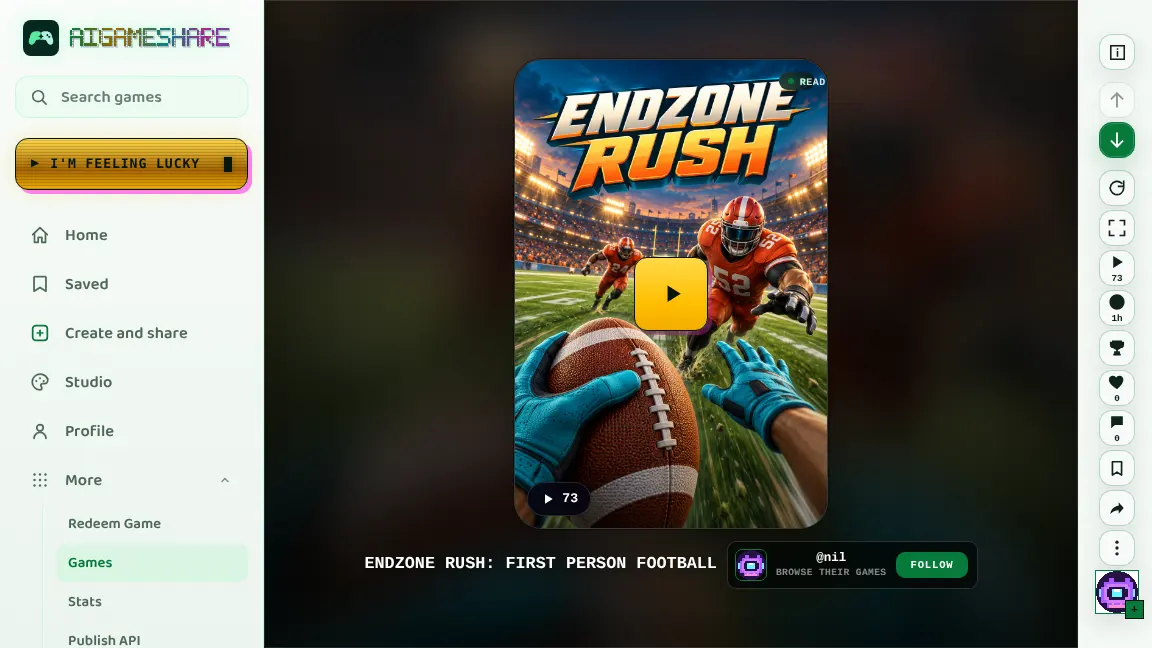 AIGAMESHARE
Search games
I'M FEELING LUCKY
Home
Saved
Create and share
Studio
Profile
More
Redeem Game
Games
Stats
Publish API
READ
ENDZONE
RUSH
52
24
52
73
ENDZONE RUSH: FIRST PERSON FOOTBALL
@nil
BROWSE THEIR GAMES
FOLLOW
73
1h
0
0